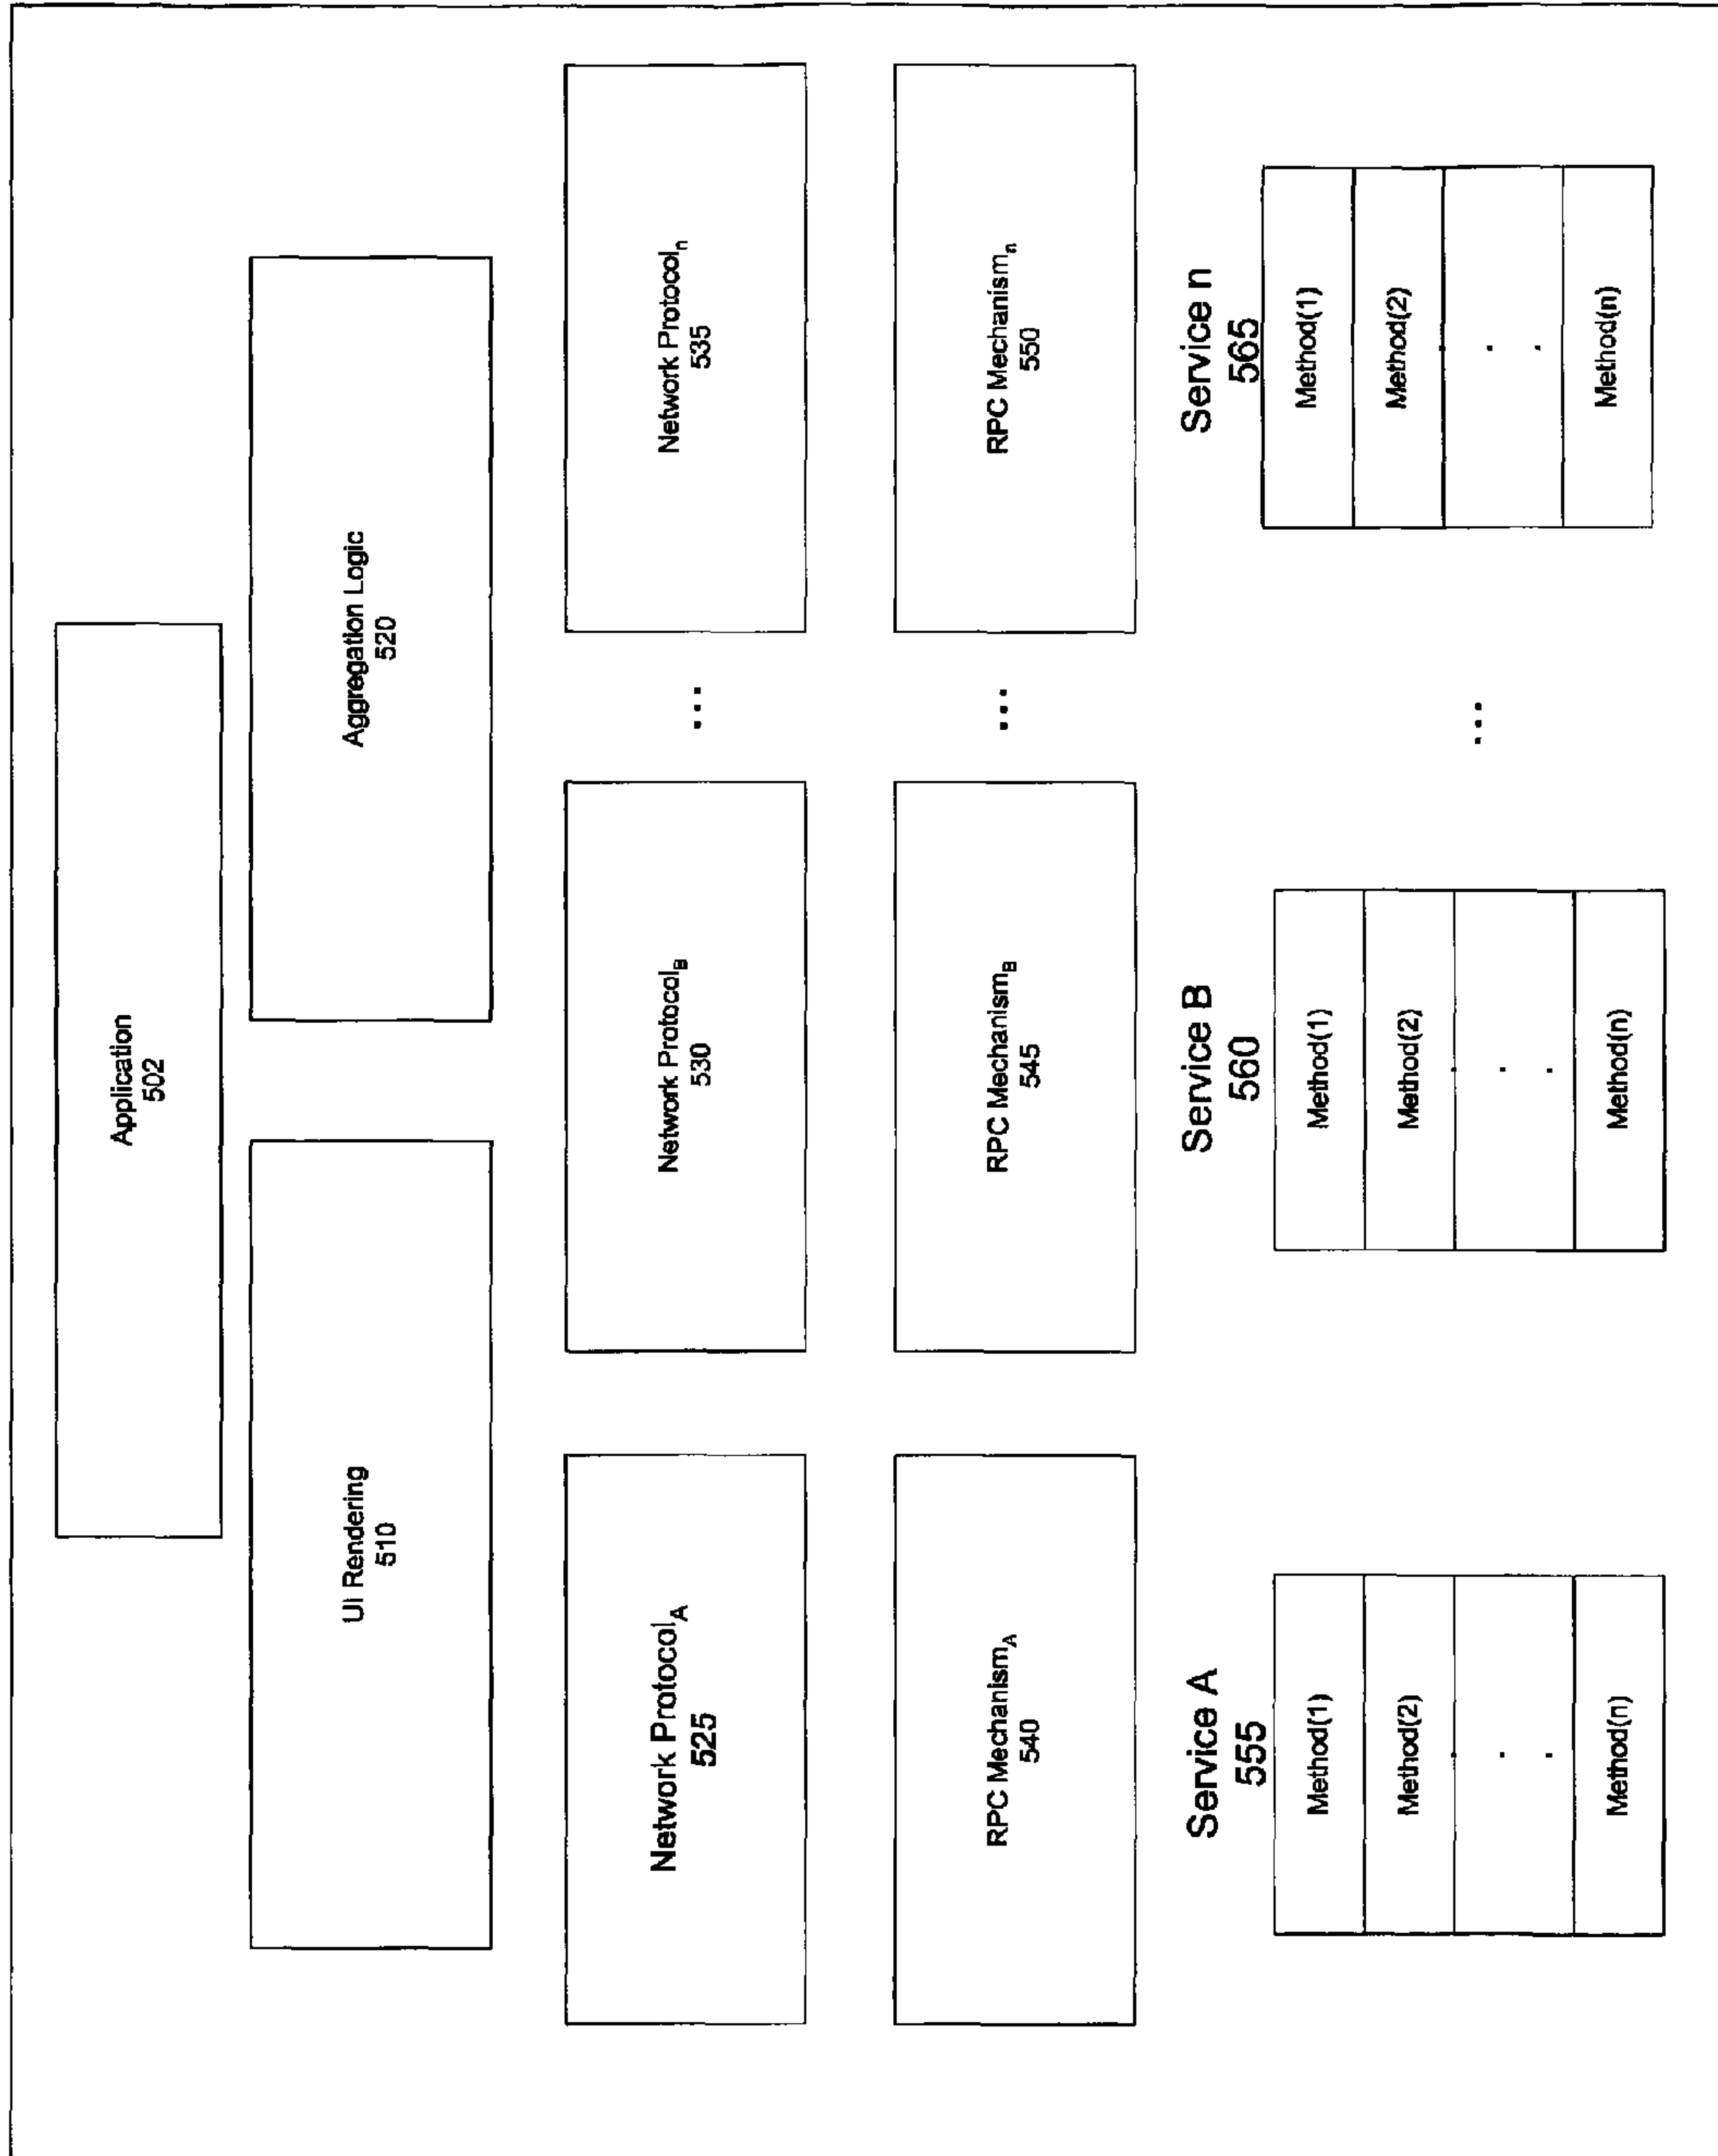 Application
502
UI Rendering
510
Aggregation Logic
520
Network Protocol_A
525
Network Protocol_B
530
...
Network Protocol_n
535
RPC Mechanism_A
540
RPC Mechanism_B
545
...
RPC Mechanism_n
550
Service A
555
Method(1)
Method(2)
.
.
.
Method(n)
Service B
560
Method(1)
Method(2)
.
.
.
Method(n)
...
Service n
565
Method(1)
Method(2)
.
.
.
Method(n)